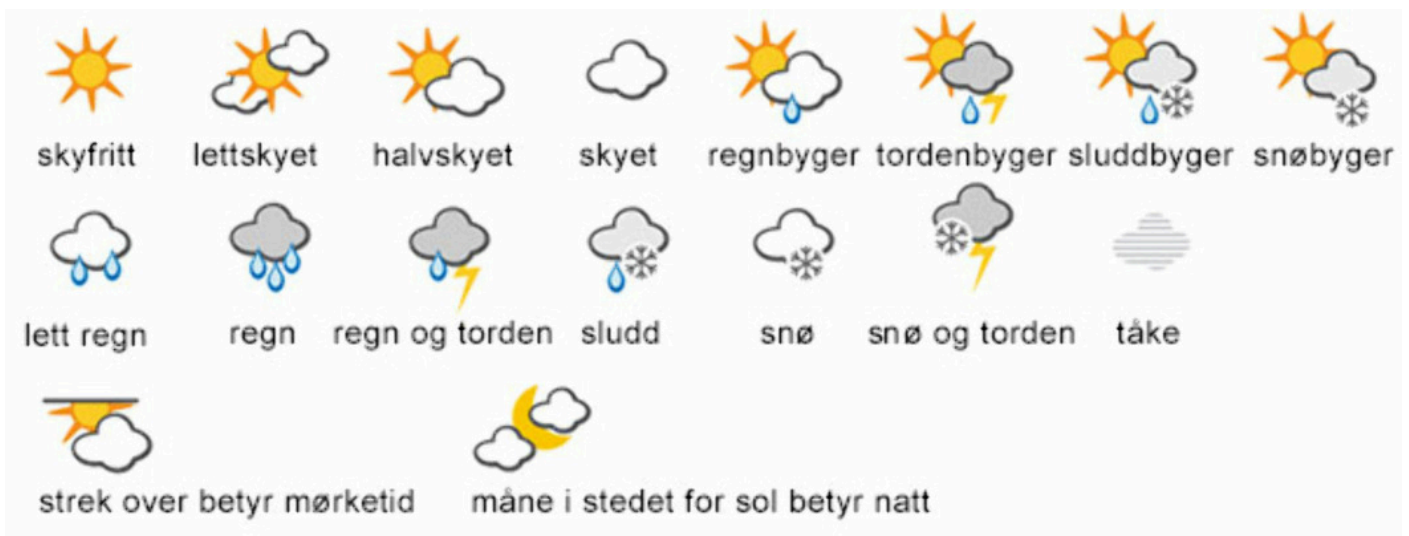 skyfritt lettskyet halvskyet skyet regnbyger tordenbyger sluddbyger snøbyger
lett regn regn regn og torden sludd snø snø og torden tåke
strek over betyr mørketid måne i stedet for sol betyr natt